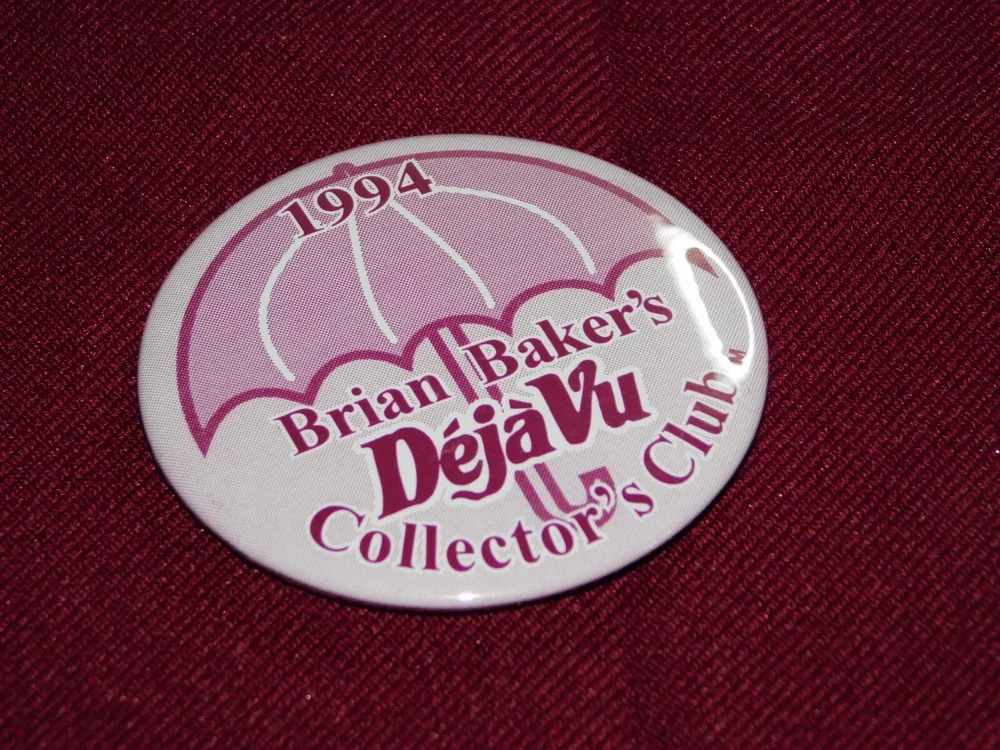 1994
Brian Baker's
DéjàVu
Collector's Club